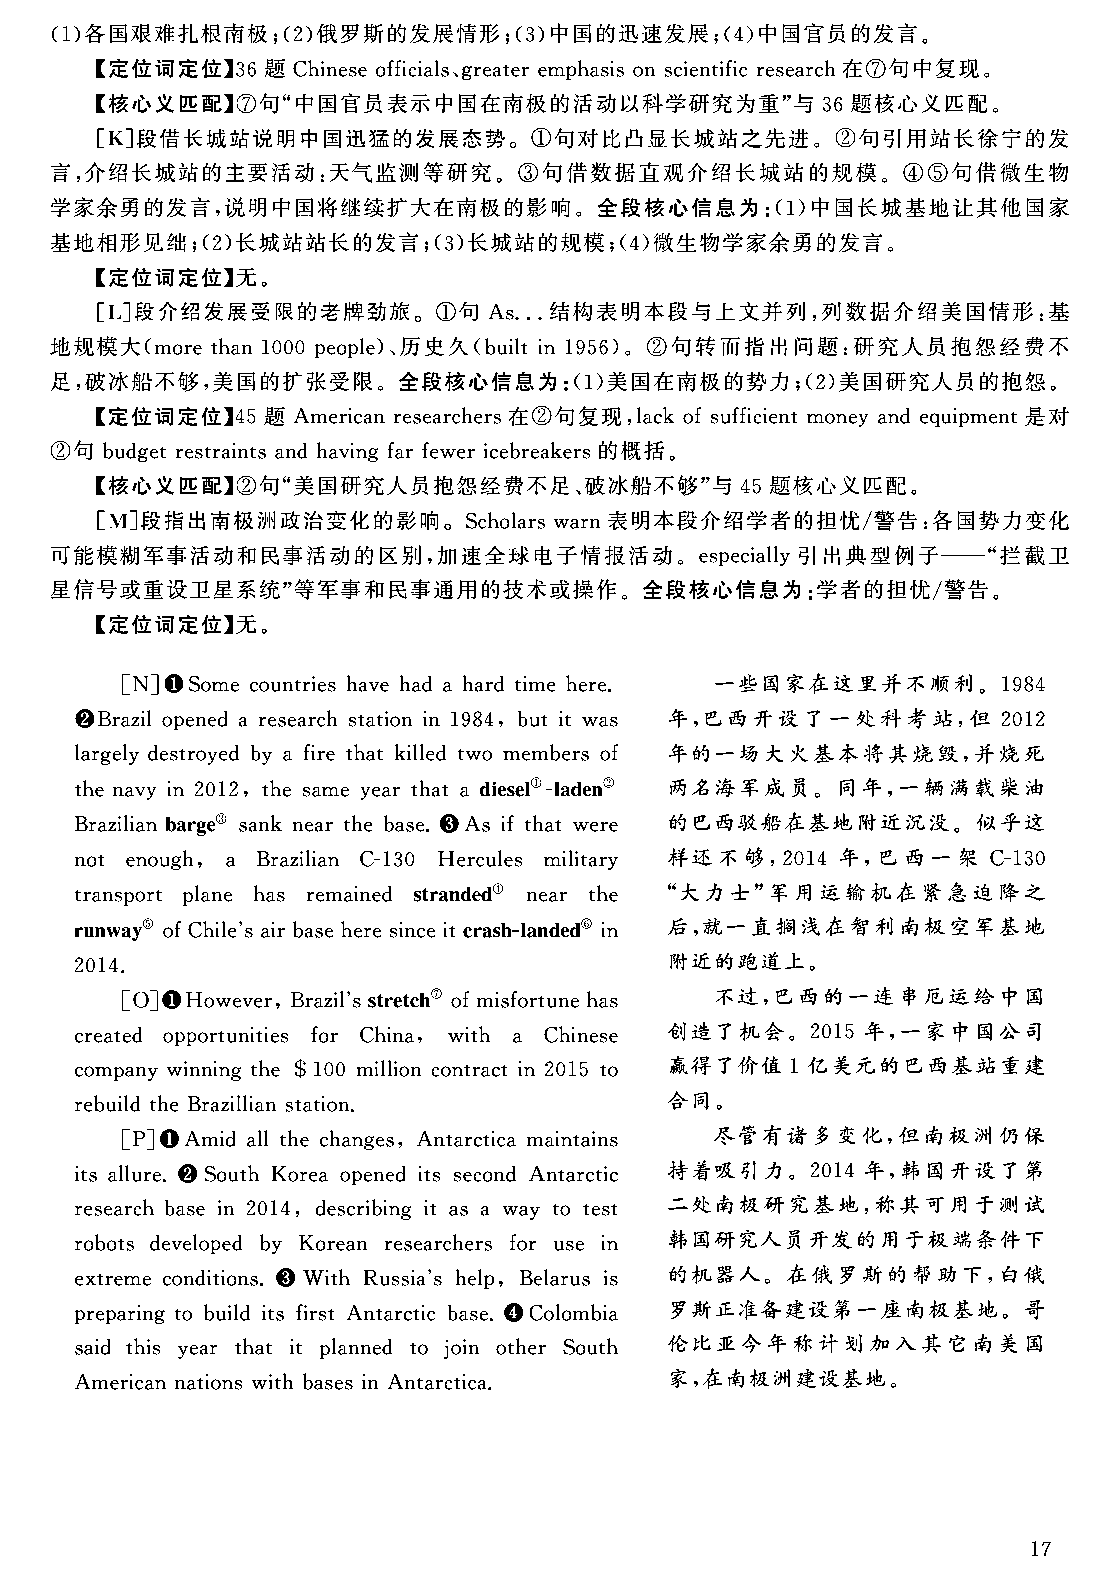 (1)各国艰难扎根南极;(2)俄罗斯的发展情形;(3)中国的迅速发展;(4)中国官员的发言。
【定位词定位】36 题 Chinese officials、greater emphasis on scientific research 在⑦句中复现。
【核心义匹配】⑦句“中国官员表示中国在南极的活动以科学研究为重”与 36 题核心义匹配。
[K]段借长城站说明中国迅猛的发展态势。①句对比凸显长城站之先进。②句引用站长徐宁的发
言,介绍长城站的主要活动:天气监测等研究。③句借数据直观介绍长城站的规模。④⑤句借微生物
学家余勇的发言,说明中国将继续扩大在南极的影响。全段核心信息为:(1)中国长城基地让其他国家
基地相形见绌;(2)长城站站长的发言;(3)长城站的规模;(4)微生物学家余勇的发言。
【定位词定位】无。
[L]段介绍发展受限的老牌劲旅。①句 As... 结构表明本段与上文并列,列数据介绍美国情形:基
地规模大(more than 1000 people)、历史久(built in 1956)。②句转而指出问题:研究人员抱怨经费不
足,破冰船不够,美国的扩张受限。全段核心信息为:(1)美国在南极的势力;(2)美国研究人员的抱怨。
【定位词定位】45 题 American researchers 在②句复现,lack of sufficient money and equipment 是对
②句 budget restraints and having far fewer icebreakers 的概括。
【核心义匹配】②句“美国研究人员抱怨经费不足、破冰船不够”与 45 题核心义匹配。
[M]段指出南极洲政治变化的影响。Scholars warn 表明本段介绍学者的担忧/警告:各国势力变化
可能模糊军事活动和民事活动的区别,加速全球电子情报活动。especially 引出典型例子——“拦截卫
星信号或重设卫星系统”等军事和民事通用的技术或操作。全段核心信息为:学者的担忧/警告。
【定位词定位】无。
[N]❶Some countries have had a hard time here.
❷Brazil opened a research station in 1984, but it was
largely destroyed by a fire that killed two members of
the navy in 2012, the same year that a diesel①-laden②
Brazilian barge③ sank near the base. ❸As if that were
not enough, a Brazilian C-130 Hercules military
transport plane has remained stranded④ near the
runway⑤ of Chile's air base here since it crash-landed⑥ in
2014.
[O]❶However, Brazil's stretch⑦ of misfortune has
created opportunities for China, with a Chinese
company winning the $100 million contract in 2015 to
rebuild the Brazillian station.
[P]❶Amid all the changes, Antarctica maintains
its allure. ❷South Korea opened its second Antarctic
research base in 2014, describing it as a way to test
robots developed by Korean researchers for use in
extreme conditions. ❸With Russia's help, Belarus is
preparing to build its first Antarctic base. ❹Colombia
said this year that it planned to join other South
American nations with bases in Antarctica.
一些国家在这里并不顺利。1984
年,巴西开设了一处科考站,但 2012
年的一场大火基本将其烧毁,并烧死
两名海军成员。同年,一辆满载柴油
的巴西驳船在基地附近沉没。似乎这
样还不够,2014 年,巴西一架 C-130
“大力士”军用运输机在紧急迫降之
后,就一直搁浅在智利南极空军基地
附近的跑道上。
不过,巴西的一连串厄运给中国
创造了机会。2015 年,一家中国公司
赢得了价值 1 亿美元的巴西基站重建
合同。
尽管有诸多变化,但南极洲仍保
持着吸引力。2014 年,韩国开设了第
二处南极研究基地,称其可用于测试
韩国研究人员开发的用于极端条件下
的机器人。在俄罗斯的帮助下,白俄
罗斯正准备建设第一座南极基地。哥
伦比亚今年称计划加入其它南美国
家,在南极洲建设基地。
17